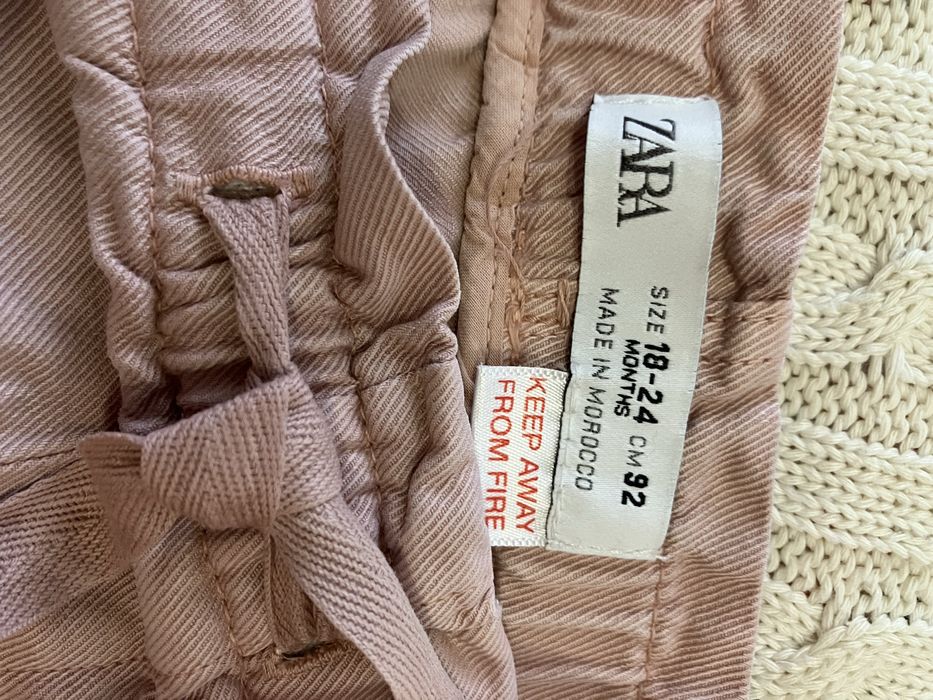 ZARA
SIZE 18-24 CM 92
MONTHS
MADE IN MOROCCO
KEEP AWAY
FROM FIRE